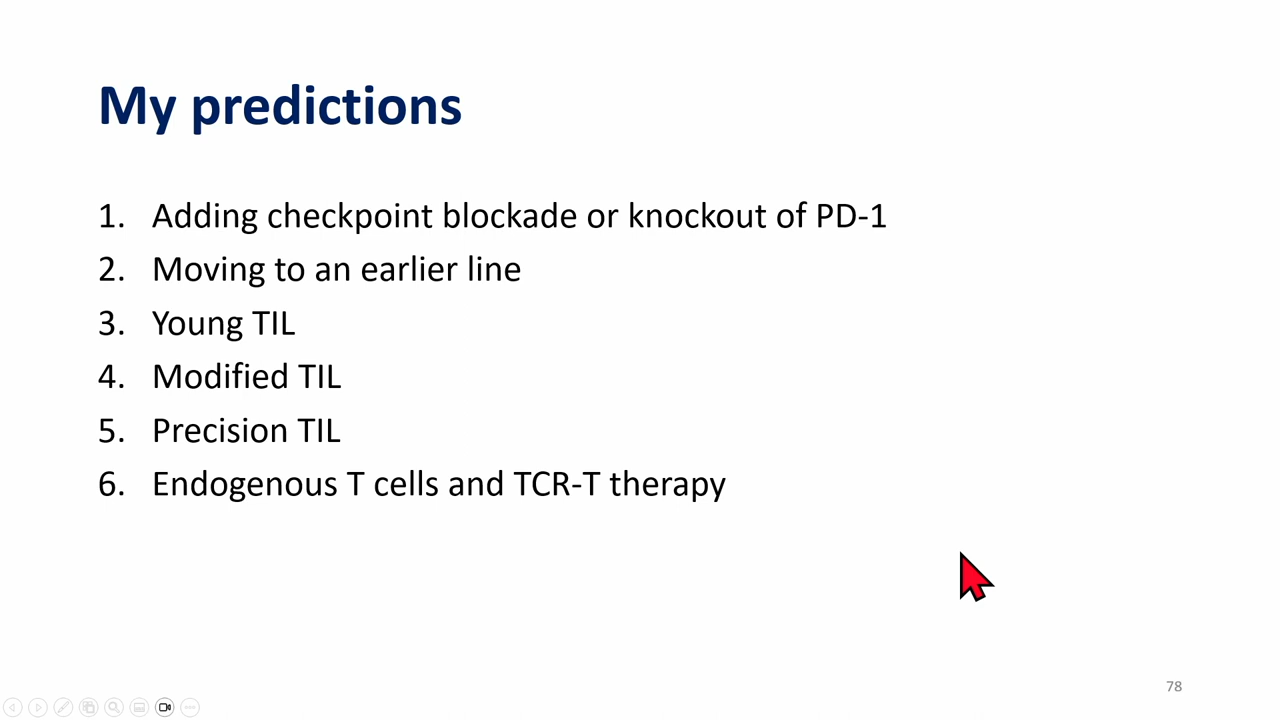 My predictions
1. Adding checkpoint blockade or knockout of PD-1
2. Moving to an earlier line
3. Young TIL
4. Modified TIL
5. Precision TIL
6. Endogenous T cells and TCR-T therapy
78